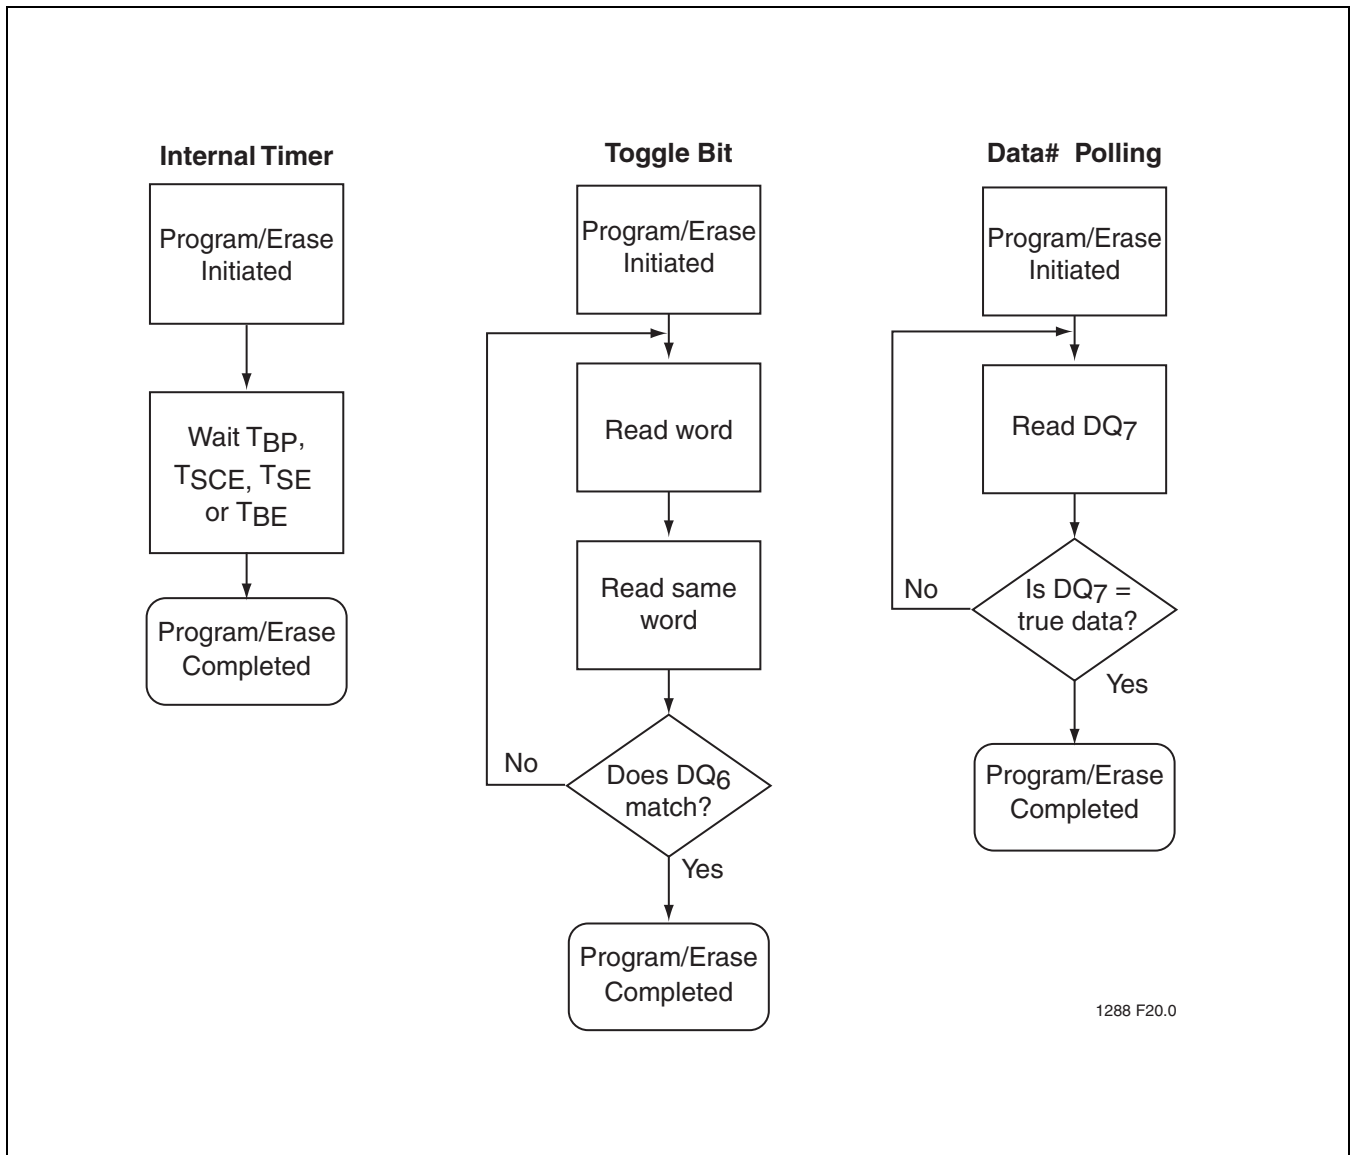 Internal Timer
Program/Erase
Initiated
Wait TBP,
TSCE, TSE
or TBE
Program/Erase
Completed
Toggle Bit
Program/Erase
Initiated
Read word
Read same
word
Does DQ6
match?
No
Yes
Program/Erase
Completed
Data# Polling
Program/Erase
Initiated
Read DQ7
Is DQ7 =
true data?
No
Yes
Program/Erase
Completed
1288 F20.0